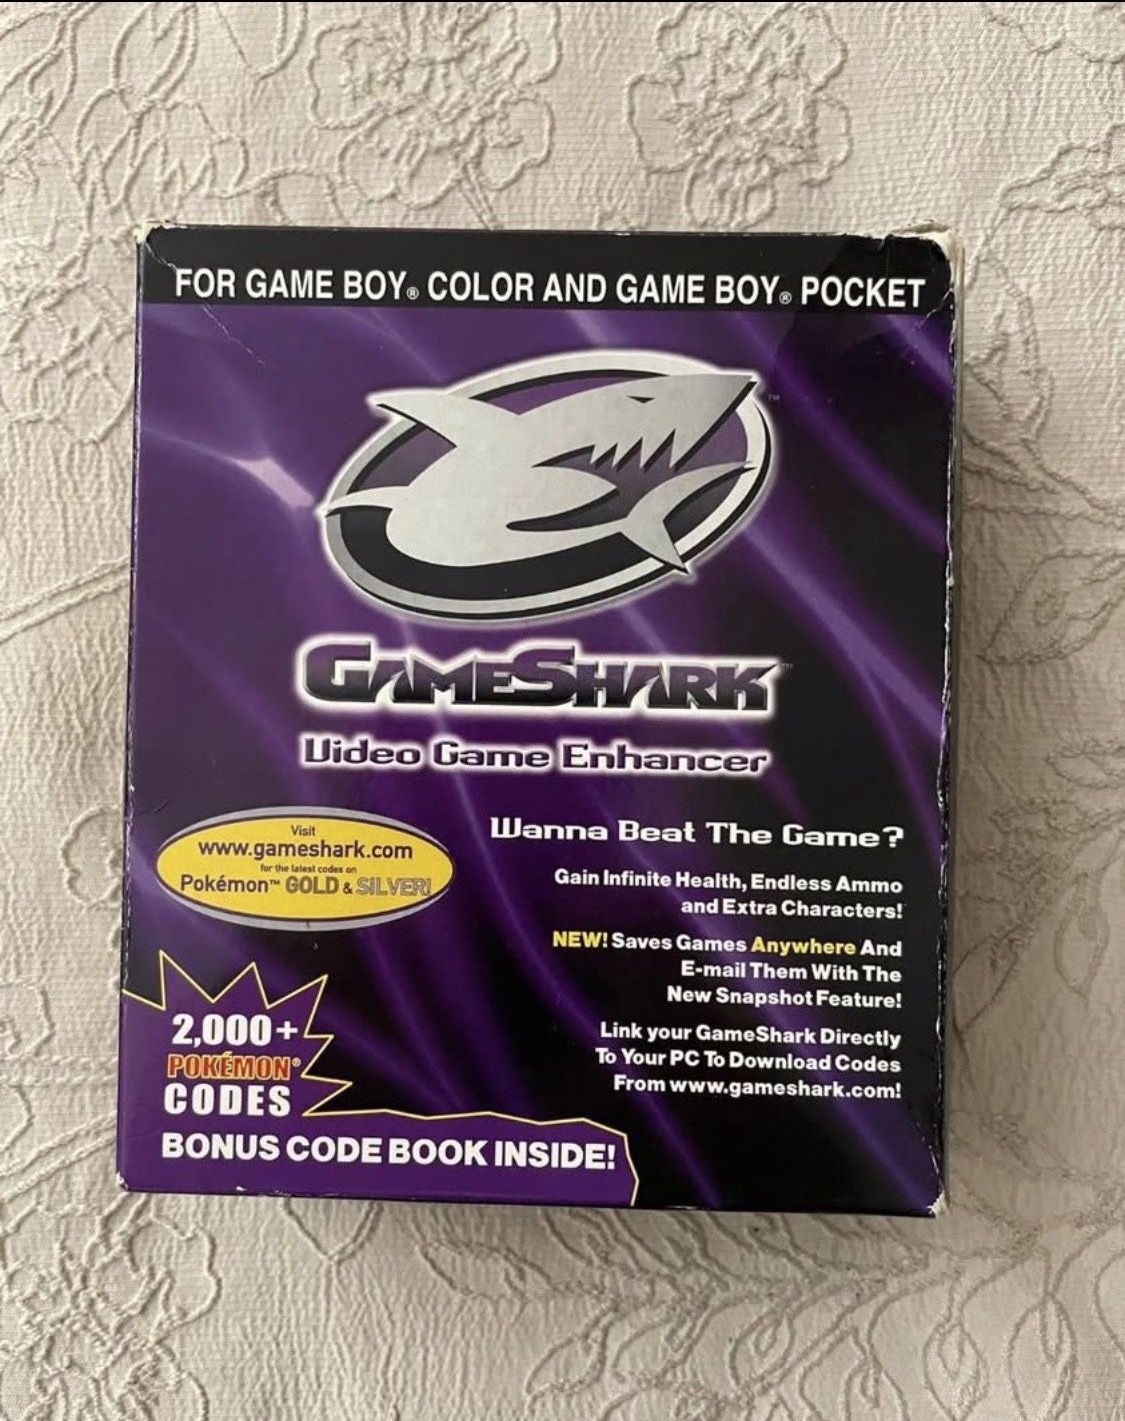 FOR GAME BOY® COLOR AND GAME BOY® POCKET
TM
GAMESHARK™
Video Game Enhancer
Visit
www.gameshark.com
for the latest codes on
Pokémon™ GOLD & SILVER!
Wanna Beat The Game?
Gain Infinite Health, Endless Ammo
and Extra Characters!
NEW! Saves Games Anywhere And
E-mail Them With The
New Snapshot Feature!
Link your GameShark Directly
To Your PC To Download Codes
From www.gameshark.com!
2,000+
POKÉMON®
CODES
BONUS CODE BOOK INSIDE!